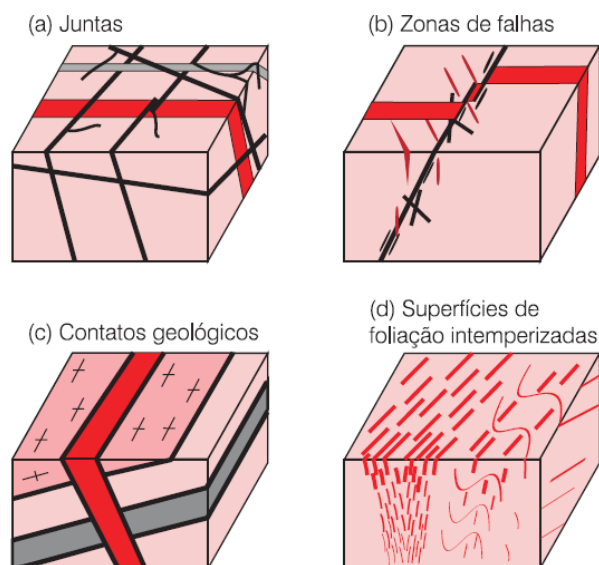 (a) Juntas
(b) Zonas de falhas
(c) Contatos geológicos
(d) Superfícies de
foliação intemperizadas